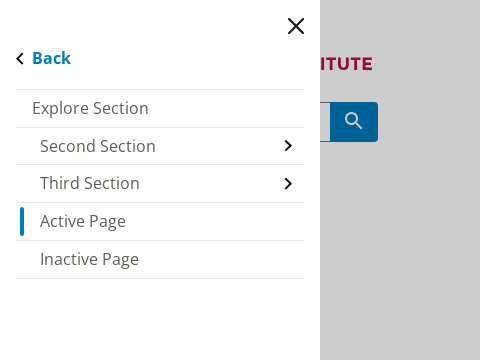 Back
ITUTE
Explore Section
Second Section
Third Section
Active Page
Inactive Page